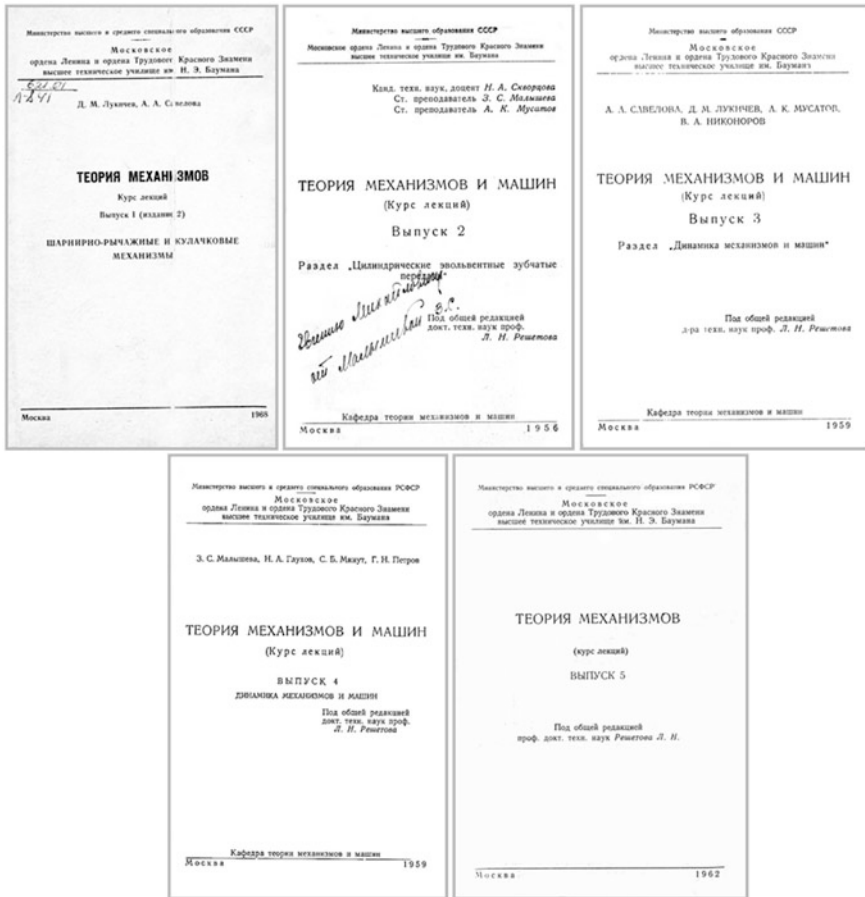 Министерство высшего и среднего специального образования СССР
Московское
ордена Ленина и ордена Трудового Красного Знамени
высшее техническое училище им. Н. Э. Баумана
Д. М. Лукичев, А. А. Савелова
ТЕОРИЯ МЕХАНИЗМОВ
Курс лекций
Выпуск 1 (издание 2)
ШАРНИРНО-РЫЧАЖНЫЕ И КУЛАЧКОВЫЕ
МЕХАНИЗМЫ
Москва 1968
Министерство высшего образования СССР
Московское ордена Ленина и ордена Трудового Красного Знамени
высшее техническое училище им. Баумана
Канд. техн. наук, доцент Н. А. Скворцова
Ст. преподаватель З. С. Малышева
Ст. преподаватель А. К. Мусатов
ТЕОРИЯ МЕХАНИЗМОВ И МАШИН
(Курс лекций)
Выпуск 2
Раздел „Цилиндрические эвольвентные зубчатые
передачи“
от Малышевой З.С.
Под общей редакцией
докт. техн. наук проф.
Л. Н. Решетова
Кафедра теории механизмов и машин
Москва 1956
Министерство высшего образования СССР
Московское
ордена Ленина и ордена Трудового Красного Знамени
высшее техническое училище им. Баумана
А. А. САВЕЛОВА, Д. М. ЛУКИЧЕВ, А. К. МУСАТОВ,
В. А. НИКОНОРОВ
ТЕОРИЯ МЕХАНИЗМОВ И МАШИН
(Курс лекций)
Выпуск 3
Раздел „Динамика механизмов и машин“
Под общей редакцией
д-ра техн. наук проф. Л. Н. Решетова
Кафедра теории механизмов и машин
Москва 1959
Министерство высшего и среднего специального образования РСФСР
Московское
ордена Ленина и ордена Трудового Красного Знамени
высшее техническое училище им. Баумана
З. С. Малышева, Н. А. Глухов, С. Б. Минут, Г. Н. Петров
ТЕОРИЯ МЕХАНИЗМОВ И МАШИН
(Курс лекций)
ВЫПУСК 4
ДИНАМИКА МЕХАНИЗМОВ И МАШИН
Под общей редакцией
докт. техн. наук проф.
Л. Н. Решетова
Кафедра теории механизмов и машин
Москва 1959
Министерство высшего и среднего специального образования РСФСР
Московское
ордена Ленина и ордена Трудового Красного Знамени
высшее техническое училище им. Н. Э. Баумана
ТЕОРИЯ МЕХАНИЗМОВ
(курс лекций)
ВЫПУСК 5
Под общей редакцией
проф. докт. техн. наук Решетова Л. Н.
Москва 1962